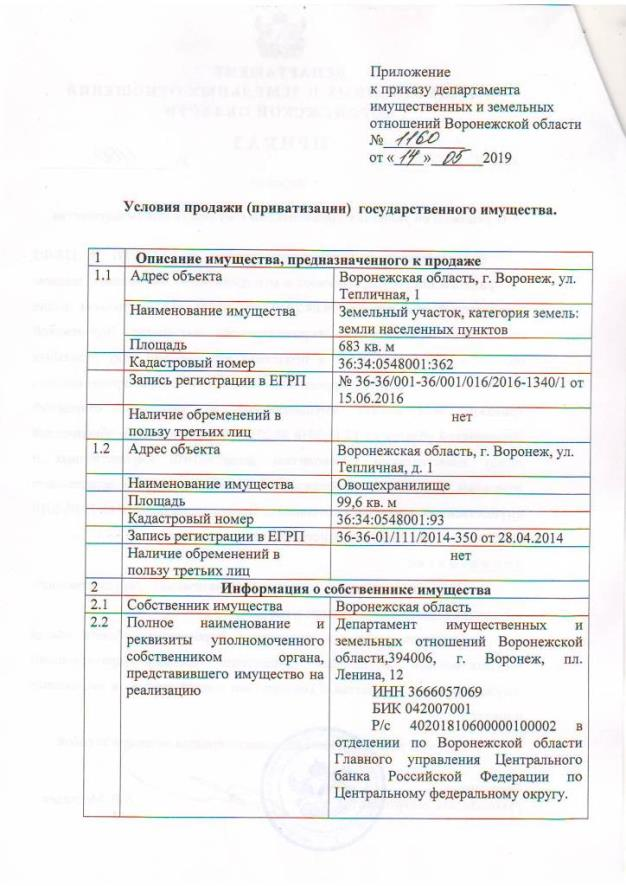 Приложение
к приказу департамента
имущественных и земельных
отношений Воронежской области
№ 1160
от « 14 » 05 2019
Условия продажи (приватизации) государственного имущества.
1 Описание имущества, предназначенного к продаже
1.1 Адрес объекта Воронежская область, г. Воронеж, ул.
Тепличная, 1
Наименование имущества Земельный участок, категория земель:
земли населенных пунктов
Площадь 683 кв. м
Кадастровый номер 36:34:0548001:362
Запись регистрации в ЕГРП № 36-36/001-36/001/016/2016-1340/1 от
15.06.2016
Наличие обременений в нет
пользу третьих лиц
1.2 Адрес объекта Воронежская область, г. Воронеж, ул.
Тепличная, д. 1
Наименование имущества Овощехранилище
Площадь 99,6 кв. м
Кадастровый номер 36:34:0548001:93
Запись регистрации в ЕГРП 36-36-01/111/2014-350 от 28.04.2014
Наличие обременений в нет
пользу третьих лиц
2 Информация о собственнике имущества
2.1 Собственник имущества Воронежская область
2.2 Полное наименование и Департамент имущественных и
реквизиты уполномоченного земельных отношений Воронежской
собственником органа, области,394006, г. Воронеж, пл.
представившего имущество на Ленина, 12
реализацию ИНН 3666057069
БИК 042007001
Р/с 40201810600000100002 в
отделении по Воронежской области
Главного управления Центрального
банка Российской Федерации по
Центральному федеральному округу.